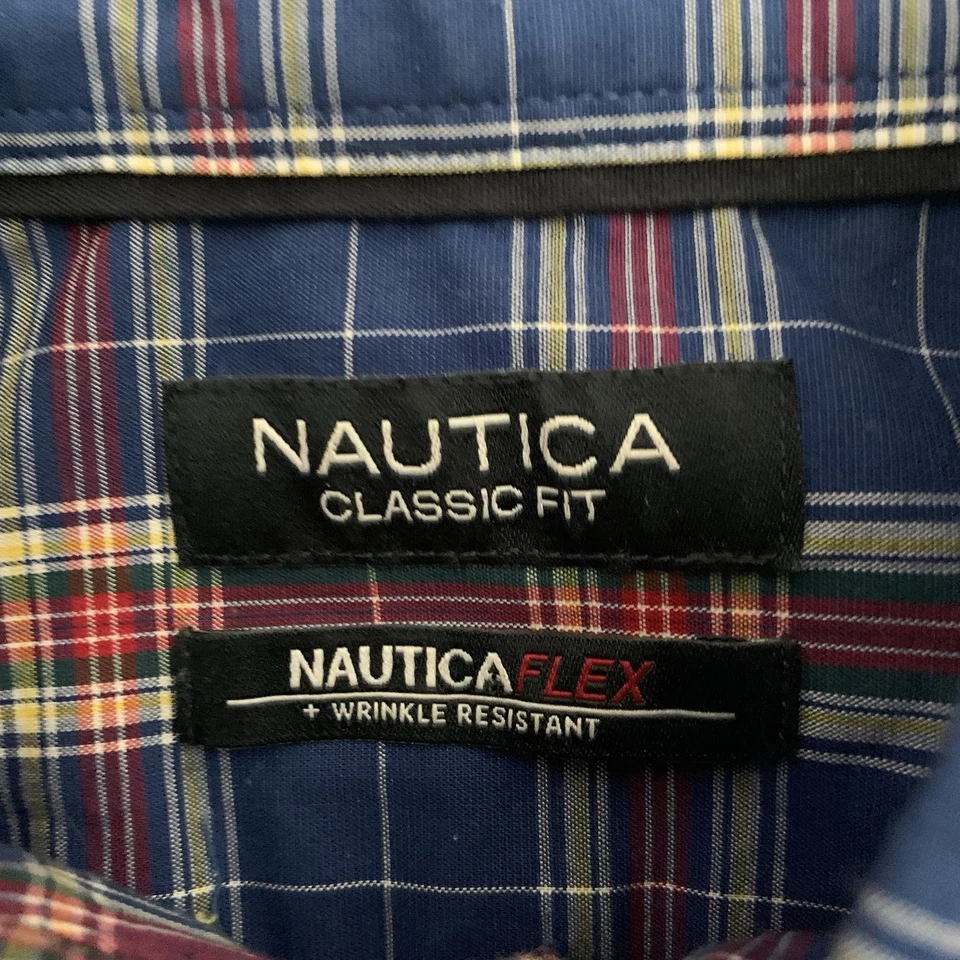 NAUTICA
CLASSIC FIT
NAUTICAFLEX
+ WRINKLE RESISTANT